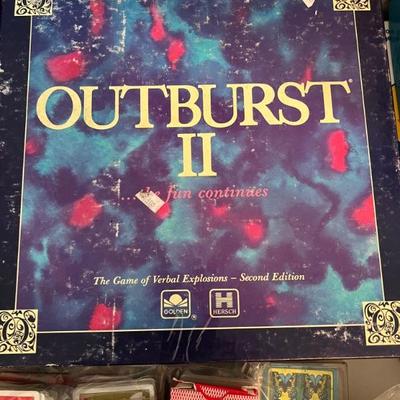 OUTBURST®
II
...the fun continues
The Game of Verbal Explosions – Second Edition
GOLDEN
H
HERSCH